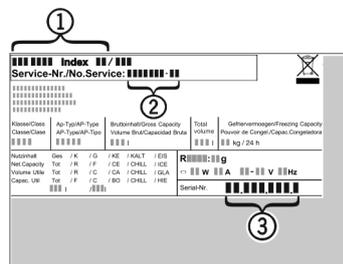 1
Index /
Service-Nr./No.Service: -
2
Klasse/Class
Classe/Clase
Ap-Typ/AP-Type
AP-Type/AP-Tipo
Bruttoinhalt/Gross Capacity
Volume Brut/Capacidad Bruta
Total
volume
Gefriervermoegen/Freezing Capacity
Pouvoir de Congel./Capac.Congeladora
l
l
kg / 24 h
Nutzinhalt Ges / K / G / KE / KALT / EIS
Net Capacity Tot / R / F / CE / CHILL / ICE
Volume Utile Tot / R / C / CA / CHILL / GLA
Capac. Util Tot / F / C / BO / CHILL / HIE
l / l
R : g
W A - V Hz
Serial-Nr. . . .
3